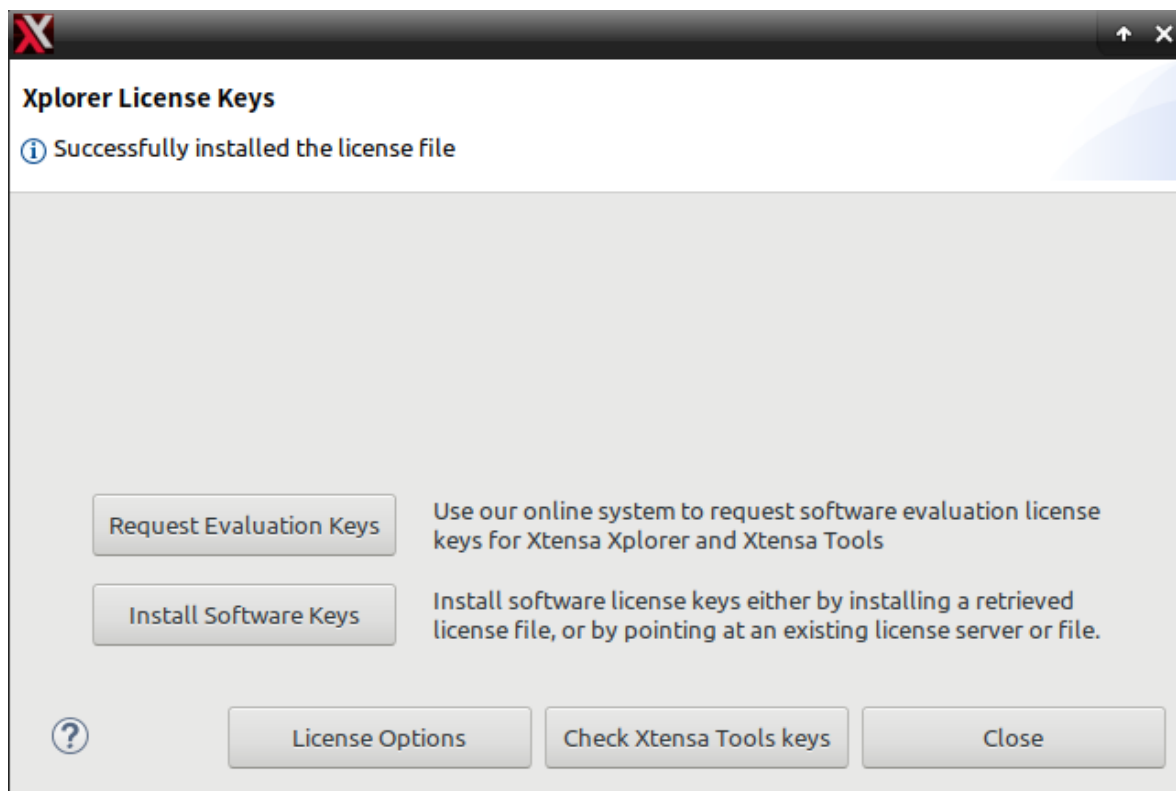 Xplorer License Keys
Successfully installed the license file
Request Evaluation Keys
Use our online system to request software evaluation license
keys for Xtensa Xplorer and Xtensa Tools
Install Software Keys
Install software license keys either by installing a retrieved
license file, or by pointing at an existing license server or file.
License Options
Check Xtensa Tools keys
Close